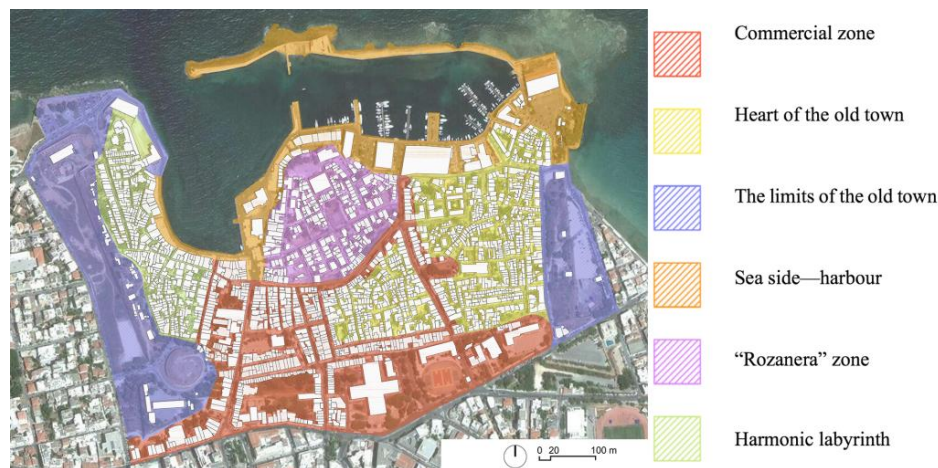 Commercial zone
Heart of the old town
The limits of the old town
Sea side—harbour
“Rozanera” zone
Harmonic labyrinth
0 20 100 m